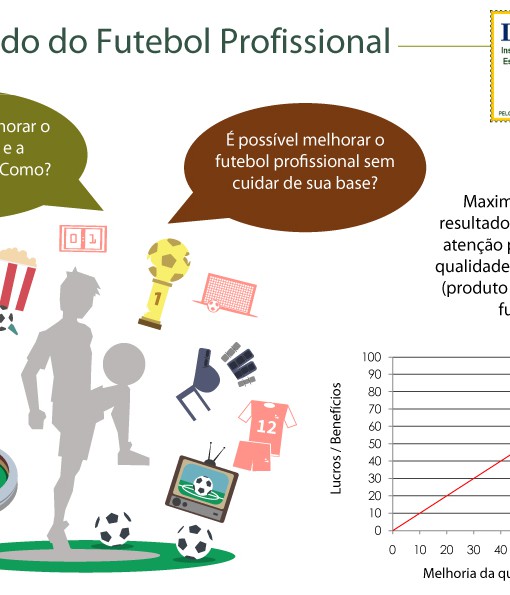 do do Futebol Profissional
Ins
Es
PEL
horar o
e a
Como?
É possível melhorar o
futebol profissional sem
cuidar de sua base?
0 1
1
12
Maxim
resultado
atenção p
qualidade
(produto
fu
Lucros / Benefícios
100
90
80
70
60
50
40
30
20
10
0
0 10 20 30 40
Melhoria da qu